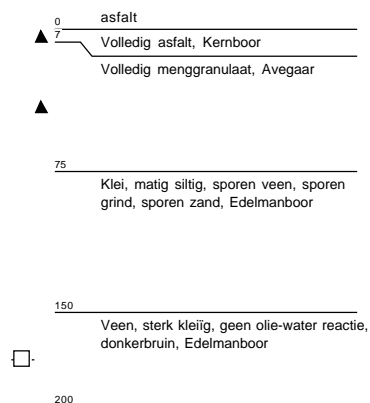 0 asfalt
7 Volledig asfalt, Kernboor
Volledig menggranulaat, Avegaar
75
Klei, matig siltig, sporen veen, sporen
grind, sporen zand, Edelmanboor
150
Veen, sterk kleiïg, geen olie-water reactie,
donkerbruin, Edelmanboor
200